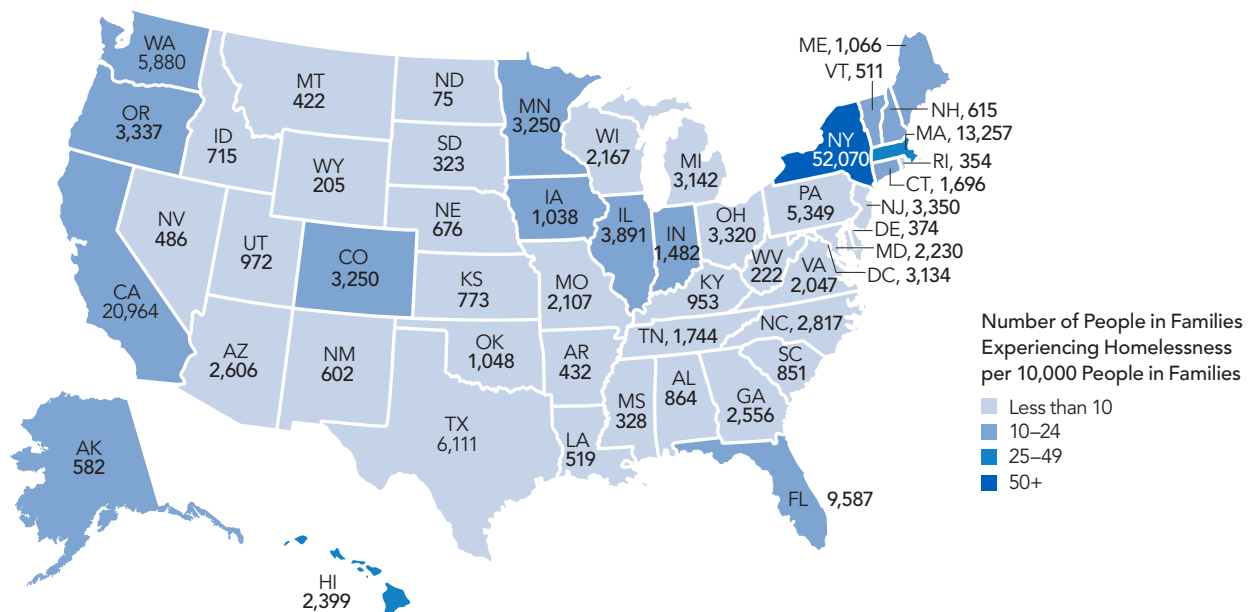 WA
5,880
OR
3,337
CA
20,964
ID
715
NV
486
MT
422
WY
205
UT
972
CO
3,250
AZ
2,606
NM
602
ND
75
SD
323
NE
676
KS
773
OK
1,048
TX
6,111
MN
3,250
IA
1,038
MO
2,107
AR
432
LA
519
WI
2,167
IL
3,891
MI
3,142
IN
1,482
OH
3,320
KY
953
TN, 1,744
MS
328
AL
864
GA
2,556
FL 9,587
SC
851
NC, 2,817
VA
2,047
WV
222
PA
5,349
NY
52,070
ME, 1,066
VT, 511
NH, 615
MA, 13,257
RI, 354
CT, 1,696
NJ, 3,350
DE, 374
MD, 2,230
DC, 3,134
AK
582
HI
2,399
Number of People in Families
Experiencing Homelessness
per 10,000 People in Families
Less than 10
10–24
25–49
50+